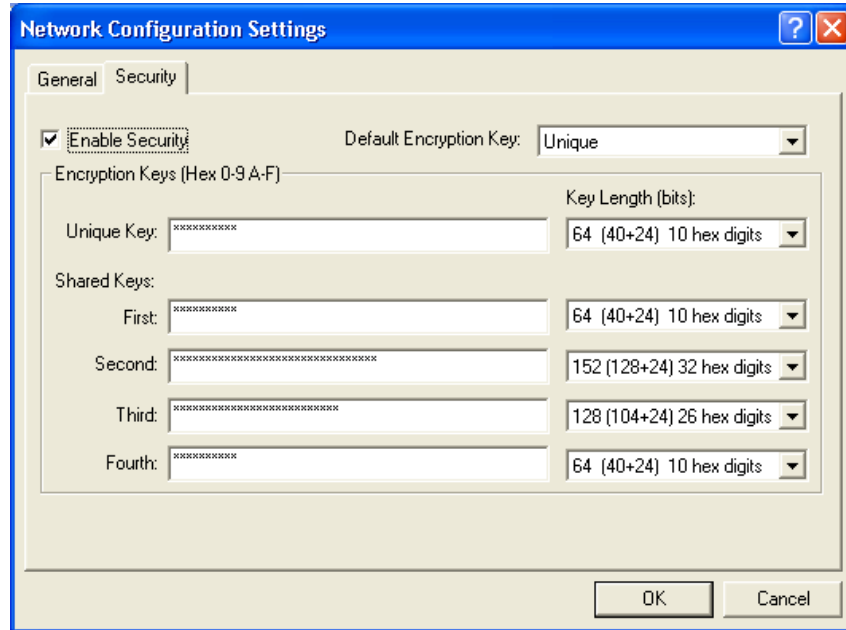 Network Configuration Settings
General Security
Enable Security Default Encryption Key: Unique
Encryption Keys (Hex 0-9 A-F)
Key Length (bits):
Unique Key: ********** 64 (40+24) 10 hex digits
Shared Keys:
First: ********** 64 (40+24) 10 hex digits
Second: ******************************** 152 (128+24) 32 hex digits
Third: ************************** 128 (104+24) 26 hex digits
Fourth: ********** 64 (40+24) 10 hex digits
OK Cancel